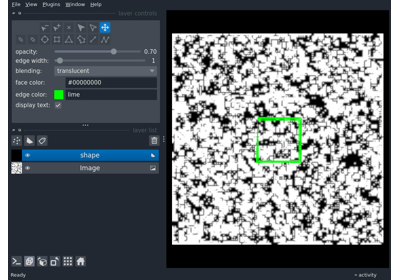 File View Plugins Window Help
layer controls
opacity: 0.70
edge width: 1
blending: translucent
face color: #00000000
edge color: lime
display text:
layer list
shape
Image
Ready
activity